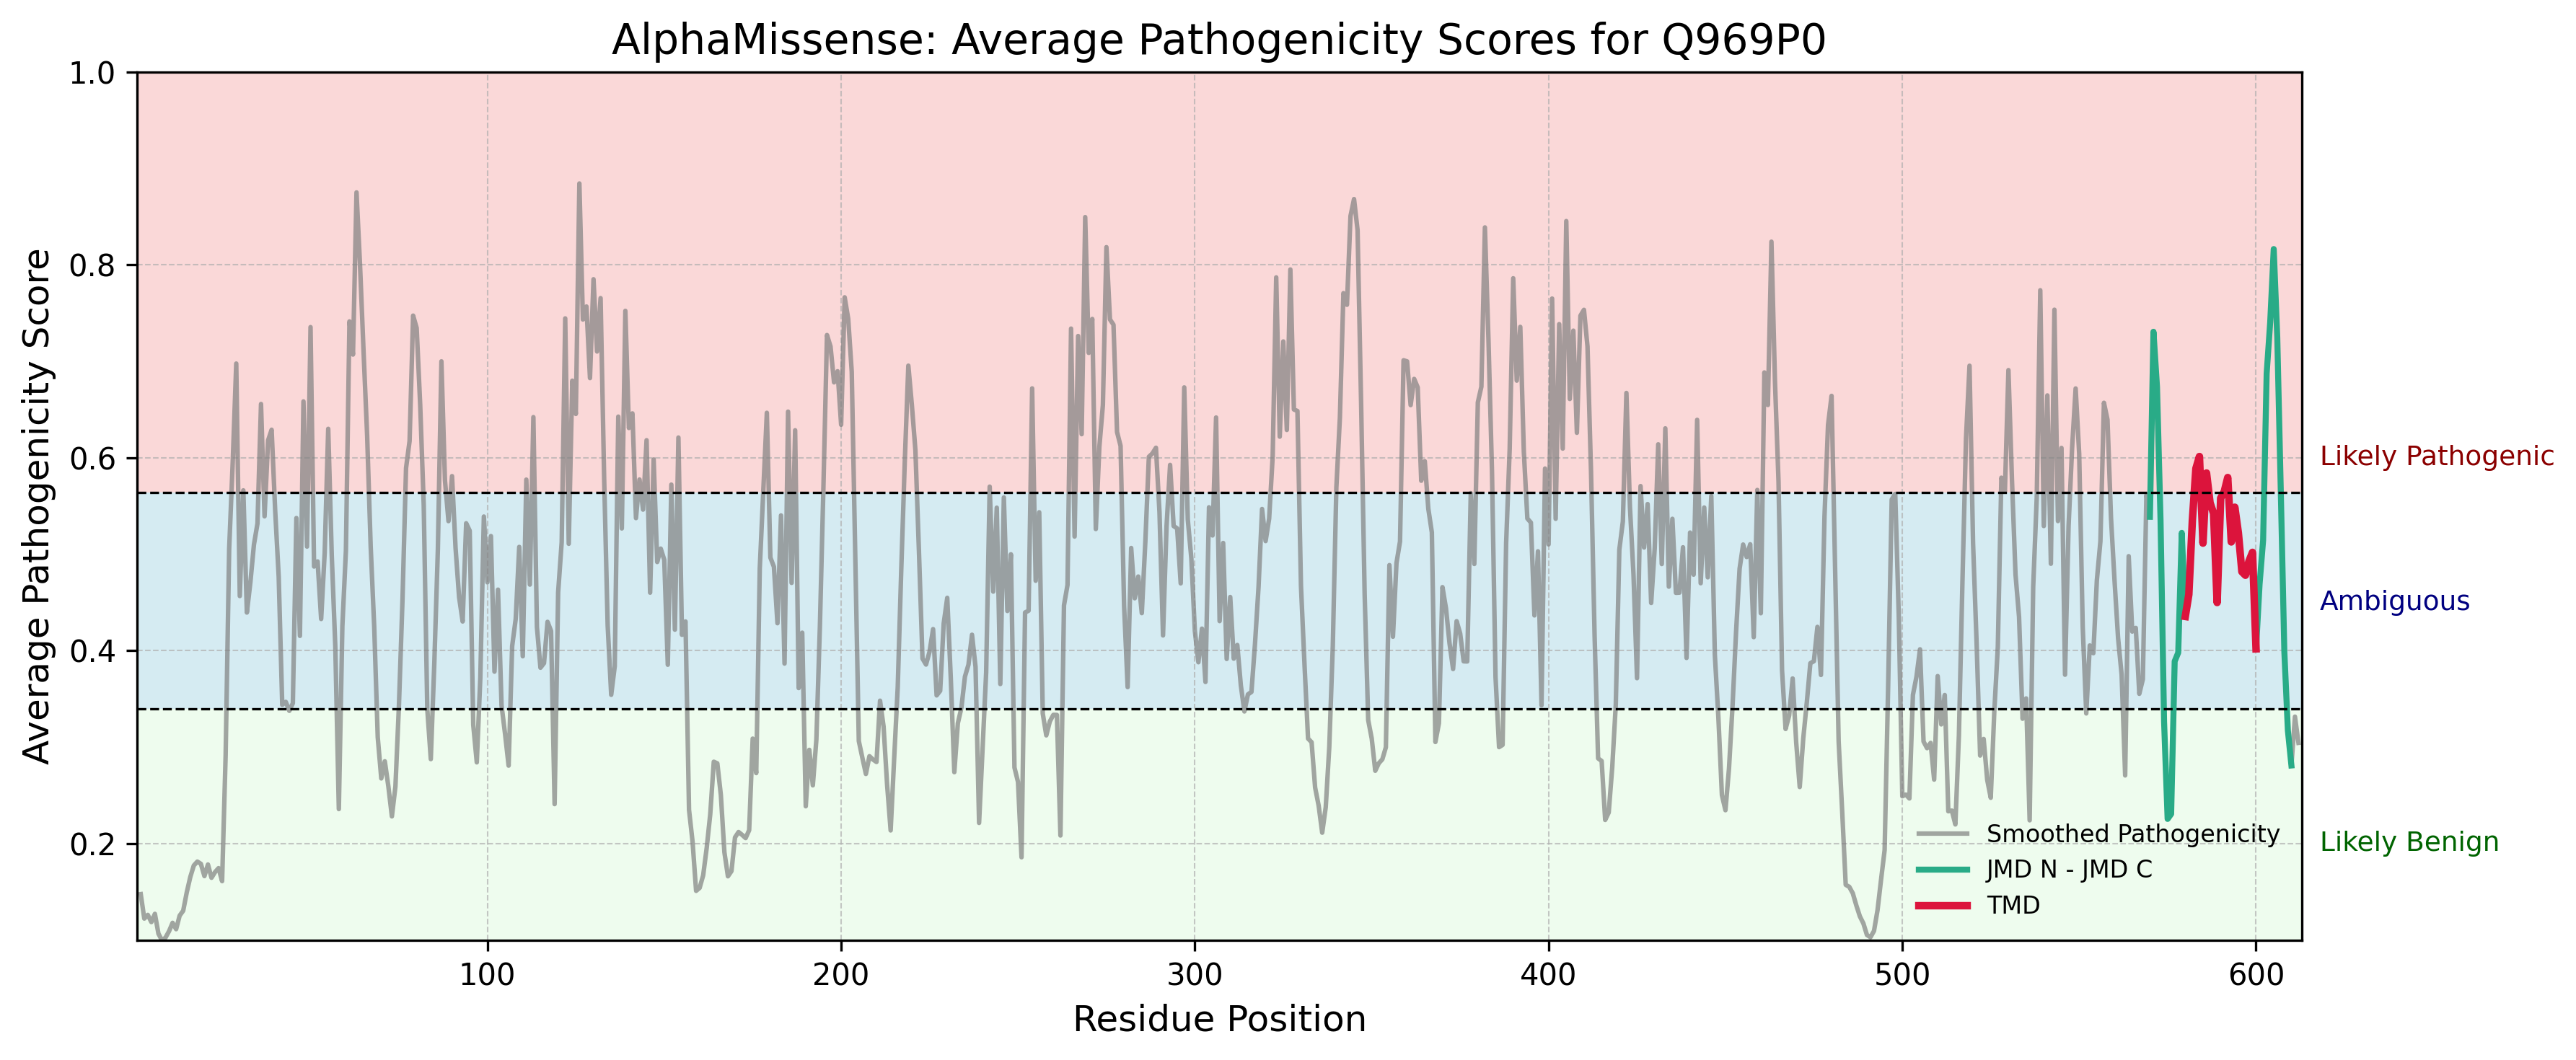 AlphaMissense: Average Pathogenicity Scores for Q969P0
Average Pathogenicity Score
1.0
0.8
0.6
0.4
0.2
Likely Pathogenic
Ambiguous
Likely Benign
Smoothed Pathogenicity
JMD N - JMD C
TMD
100 200 300 400 500 600
Residue Position